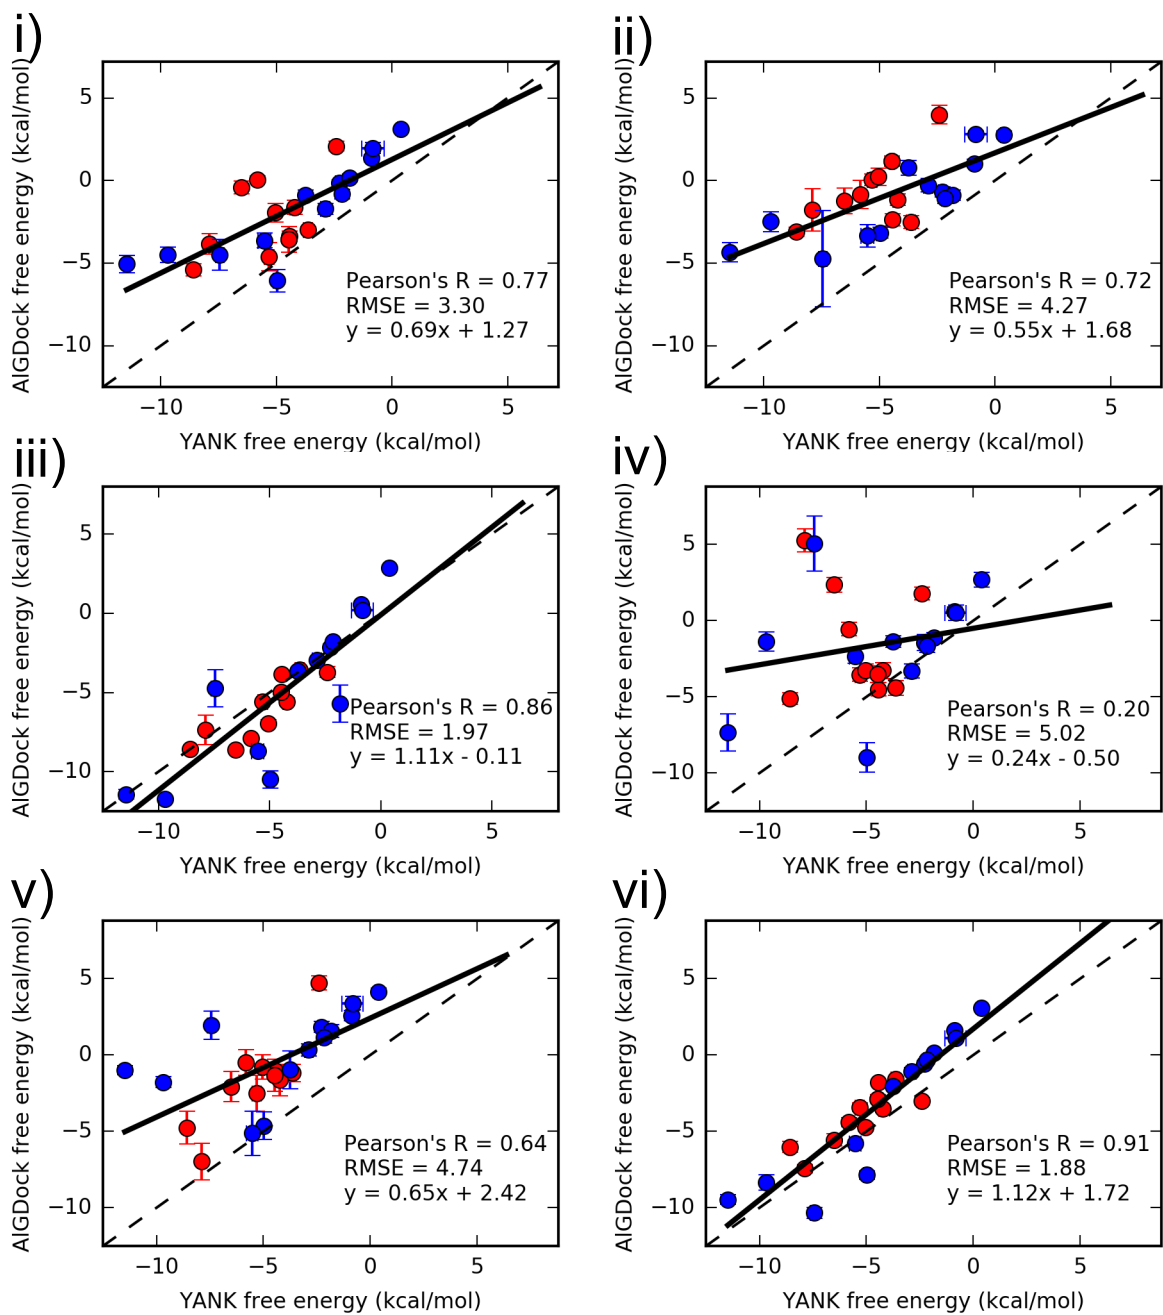 i)
AlGDock free energy (kcal/mol)
5
0
−5
−10
Pearson's R = 0.77
RMSE = 3.30
y = 0.69x + 1.27
−10 −5 0 5
YANK free energy (kcal/mol)
ii)
AlGDock free energy (kcal/mol)
5
0
−5
−10
Pearson's R = 0.72
RMSE = 4.27
y = 0.55x + 1.68
−10 −5 0 5
YANK free energy (kcal/mol)
iii)
AlGDock free energy (kcal/mol)
5
0
−5
−10
Pearson's R = 0.86
RMSE = 1.97
y = 1.11x - 0.11
−10 −5 0 5
YANK free energy (kcal/mol)
iv)
AlGDock free energy (kcal/mol)
5
0
−5
−10
Pearson's R = 0.20
RMSE = 5.02
y = 0.24x - 0.50
−10 −5 0 5
YANK free energy (kcal/mol)
v)
AlGDock free energy (kcal/mol)
5
0
−5
−10
Pearson's R = 0.64
RMSE = 4.74
y = 0.65x + 2.42
−10 −5 0 5
YANK free energy (kcal/mol)
vi)
AlGDock free energy (kcal/mol)
5
0
−5
−10
Pearson's R = 0.91
RMSE = 1.88
y = 1.12x + 1.72
−10 −5 0 5
YANK free energy (kcal/mol)